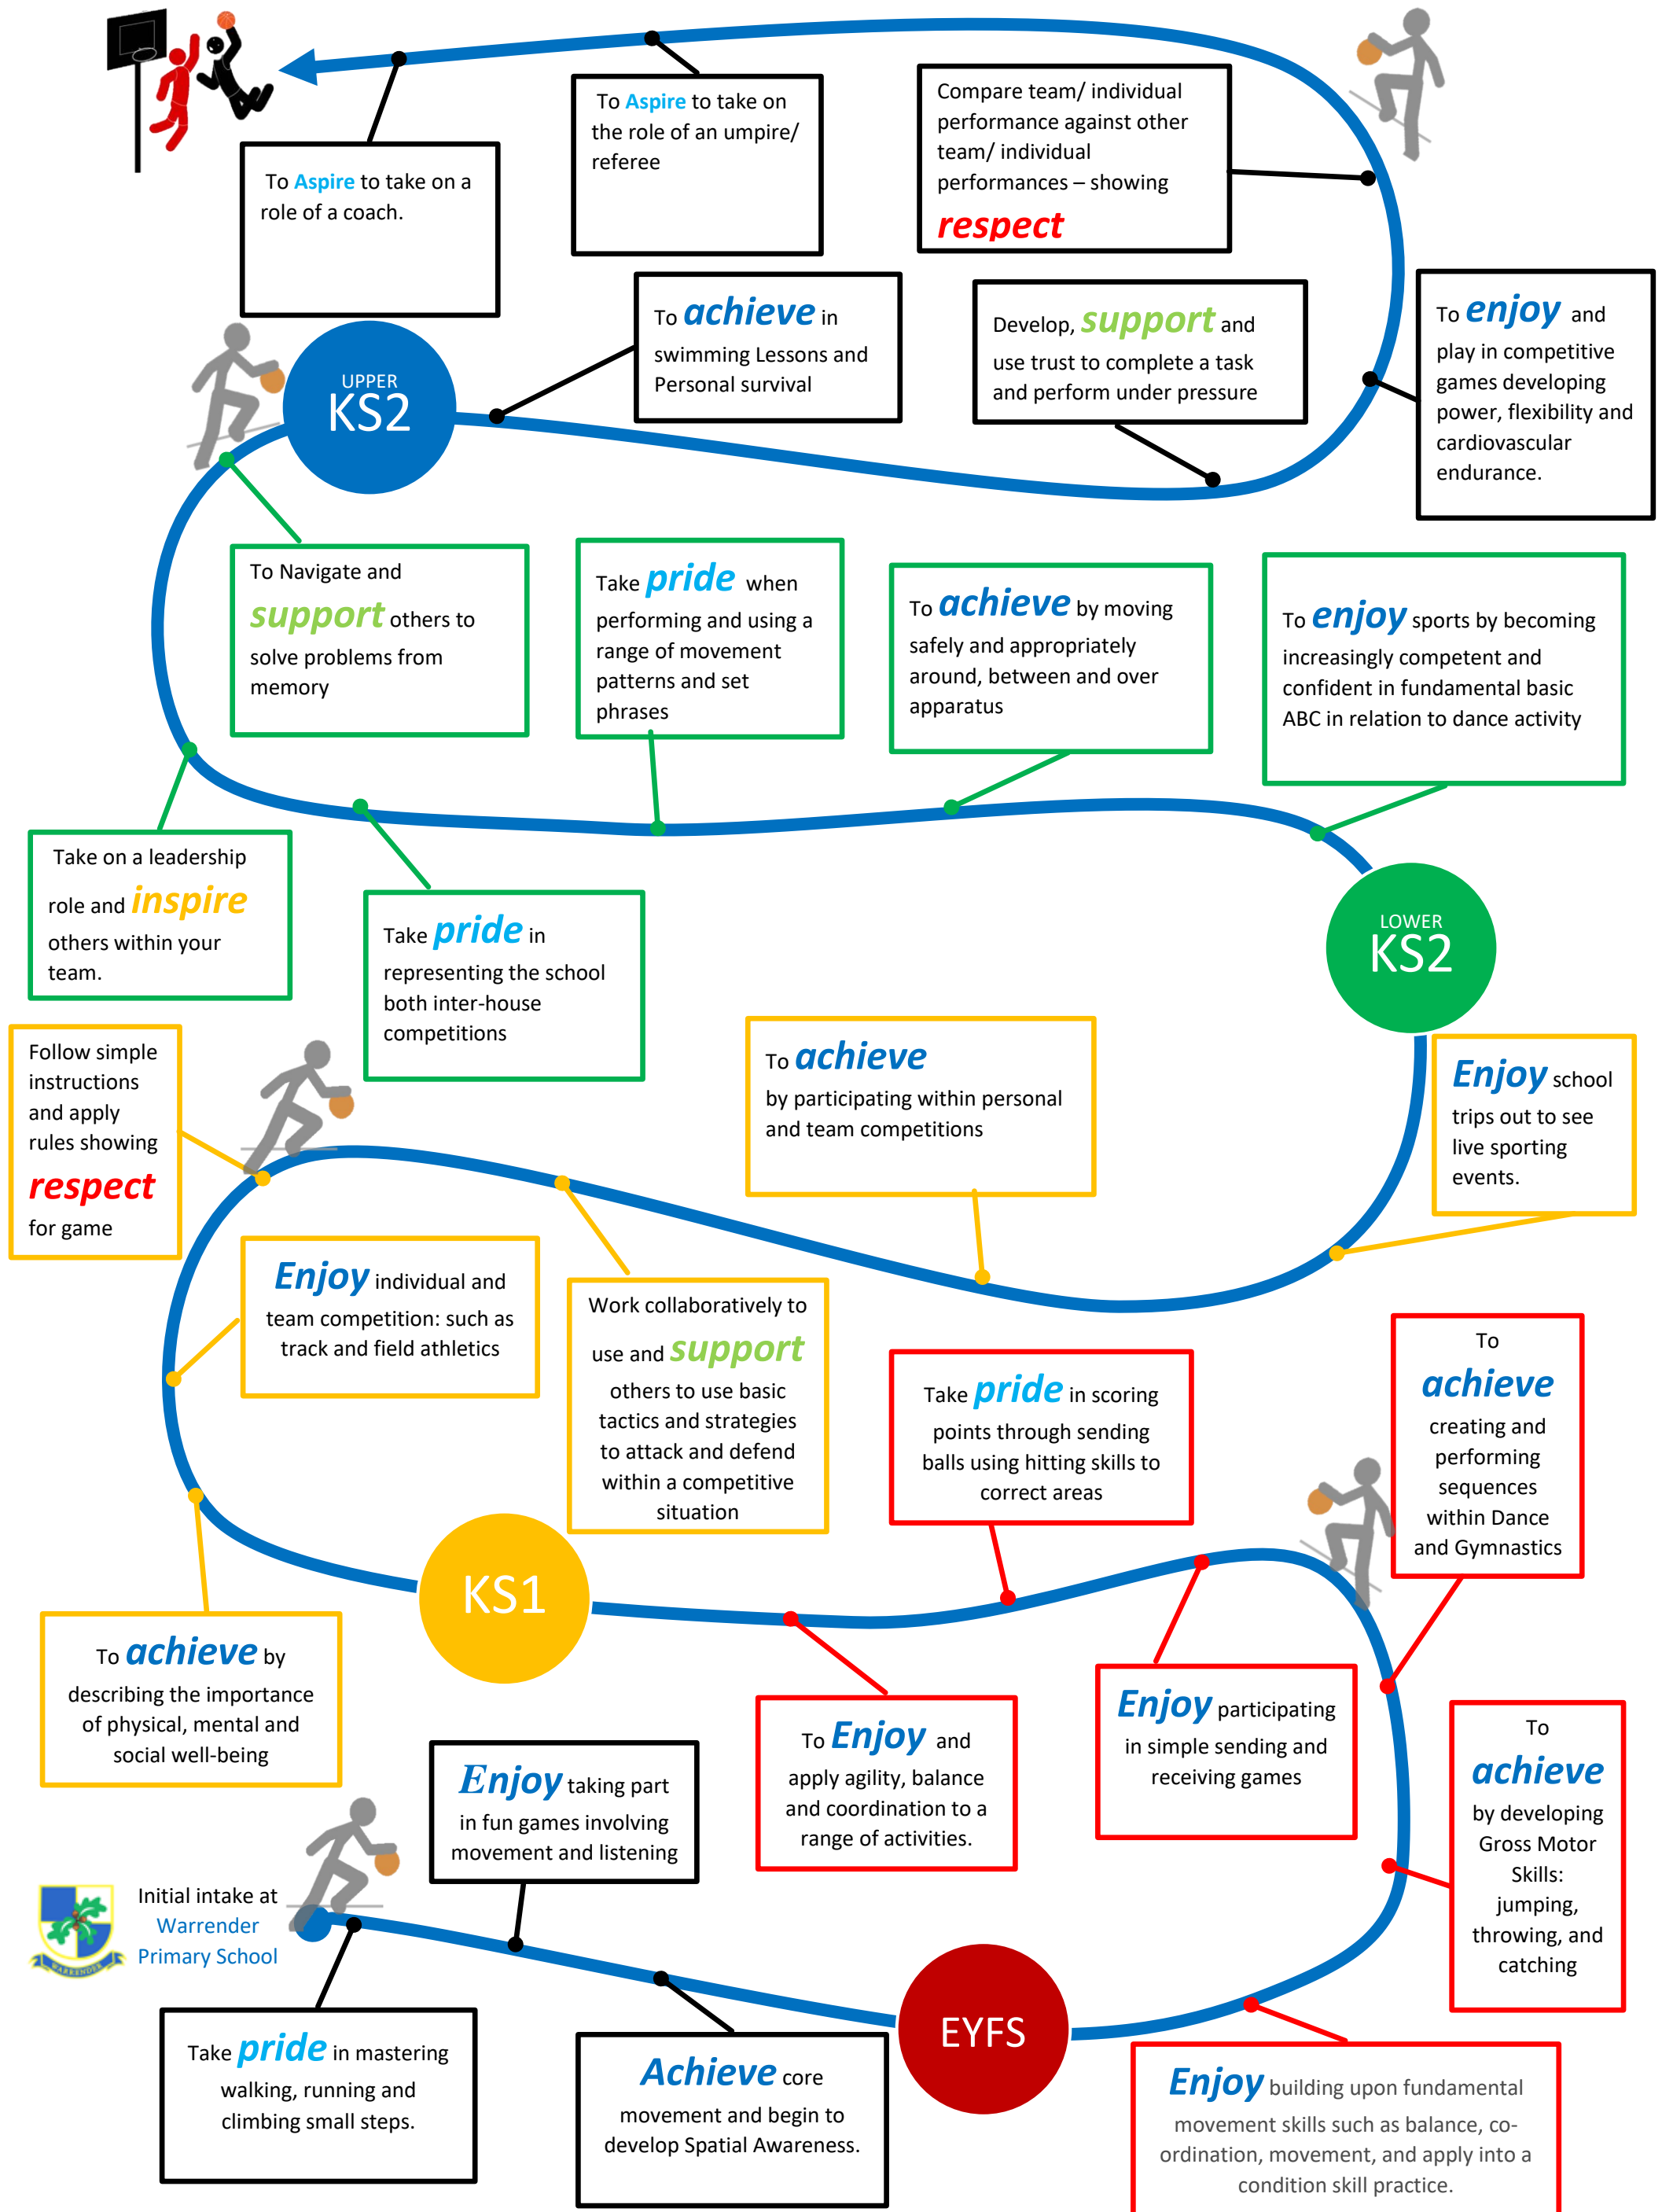 To Aspire to take on a
role of a coach.
To Aspire to take on
the role of an umpire/
referee
Compare team/ individual
performance against other
team/ individual
performances – showing
respect
To achieve in
swimming Lessons and
Personal survival
Develop, support and
use trust to complete a task
and perform under pressure
To enjoy and
play in competitive
games developing
power, flexibility and
cardiovascular
endurance.
UPPER
KS2
To Navigate and
support others to
solve problems from
memory
Take pride when
performing and using a
range of movement
patterns and set
phrases
To achieve by moving
safely and appropriately
around, between and over
apparatus
To enjoy sports by becoming
increasingly competent and
confident in fundamental basic
ABC in relation to dance activity
Take on a leadership
role and inspire
others within your
team.
Take pride in
representing the school
both inter-house
competitions
LOWER
KS2
Follow simple
instructions
and apply
rules showing
respect
for game
To achieve
by participating within personal
and team competitions
Enjoy school
trips out to see
live sporting
events.
Enjoy individual and
team competition: such as
track and field athletics
Work collaboratively to
use and support
others to use basic
tactics and strategies
to attack and defend
within a competitive
situation
Take pride in scoring
points through sending
balls using hitting skills to
correct areas
To
achieve
creating and
performing
sequences
within Dance
and Gymnastics
KS1
To achieve by
describing the importance
of physical, mental and
social well-being
Enjoy taking part
in fun games involving
movement and listening
To Enjoy and
apply agility, balance
and coordination to a
range of activities.
Enjoy participating
in simple sending and
receiving games
To
achieve
by developing
Gross Motor
Skills:
jumping,
throwing, and
catching
WARRENDER
Initial intake at
Warrender
Primary School
Take pride in mastering
walking, running and
climbing small steps.
Achieve core
movement and begin to
develop Spatial Awareness.
EYFS
Enjoy building upon fundamental
movement skills such as balance, co-
ordination, movement, and apply into a
condition skill practice.